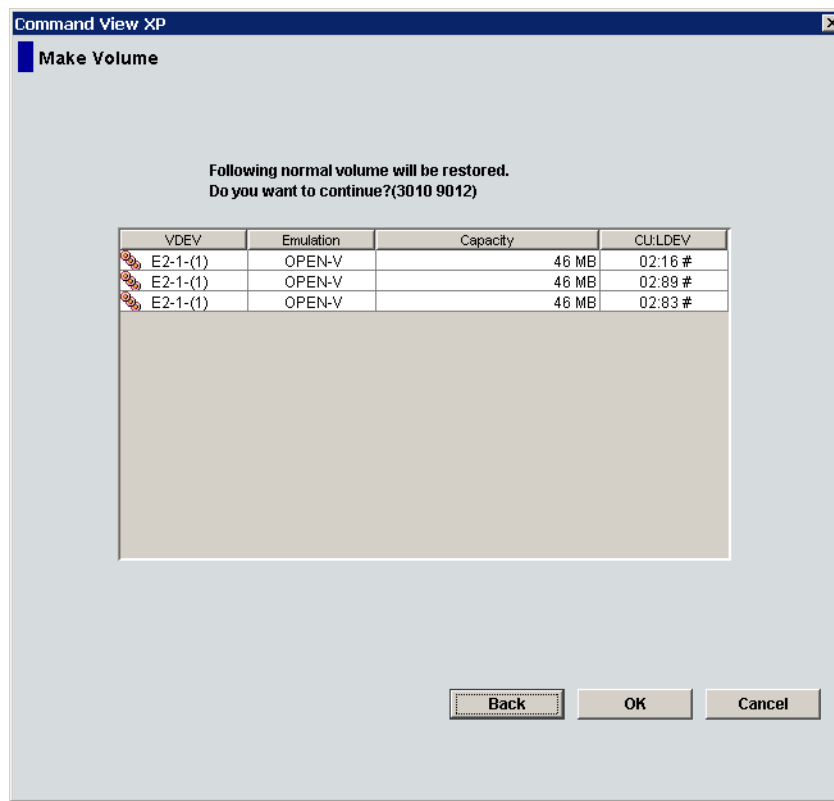 Command View XP
Make Volume
Following normal volume will be restored.
Do you want to continue?(3010 9012)
VDEV Emulation Capacity CU:LDEV
E2-1-(1) OPEN-V 46 MB 02:16 #
E2-1-(1) OPEN-V 46 MB 02:89 #
E2-1-(1) OPEN-V 46 MB 02:83 #
Back OK Cancel